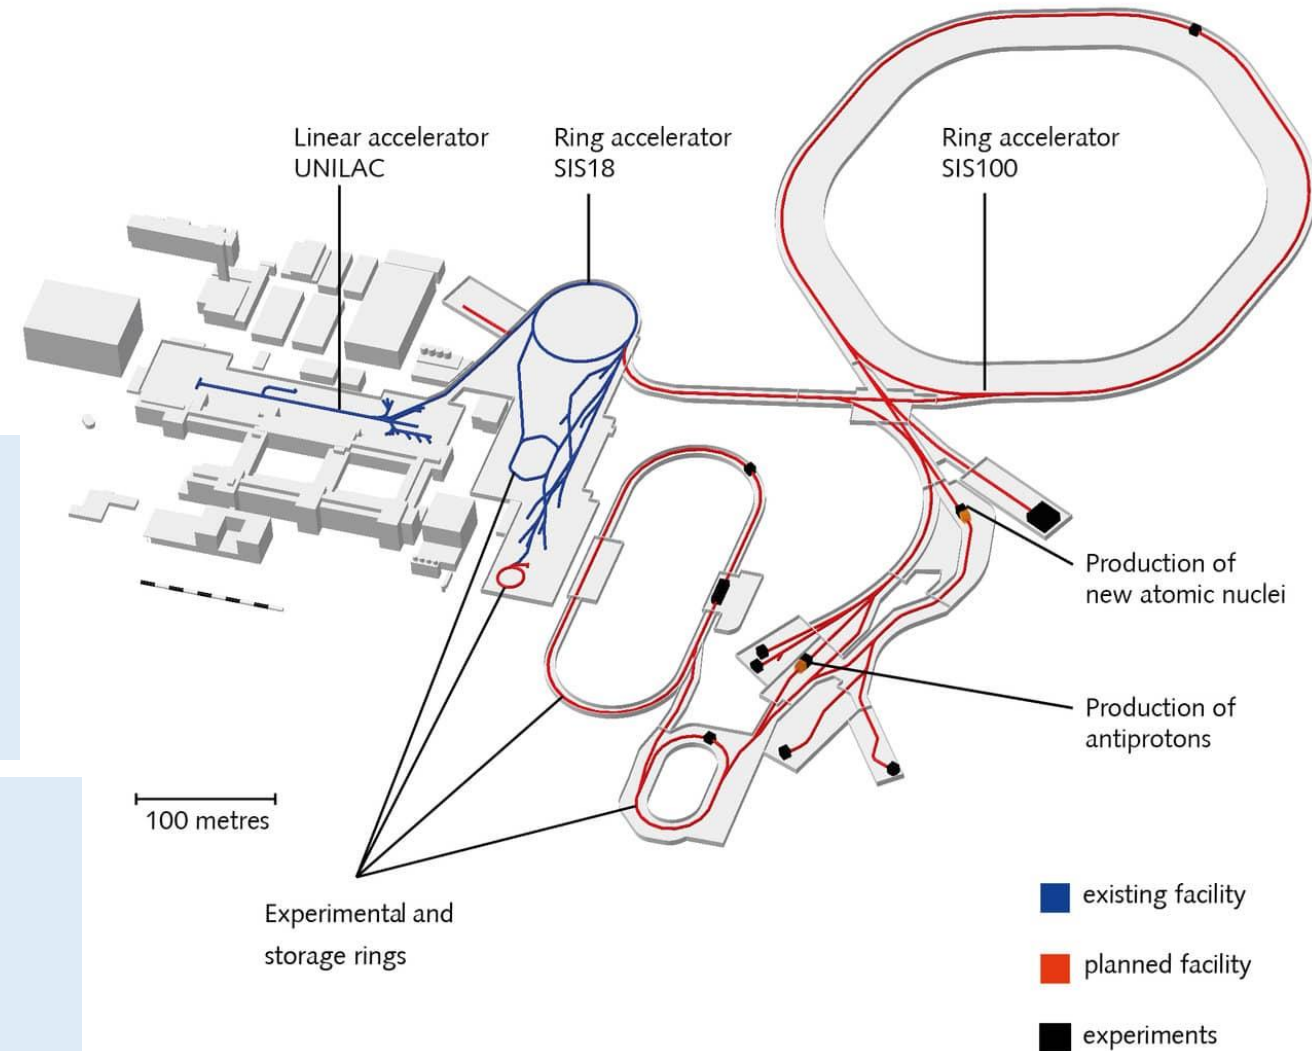 Linear accelerator
UNILAC
Ring accelerator
SIS18
Ring accelerator
SIS100
Production of
new atomic nuclei
Production of
antiprotons
100 metres
Experimental and
storage rings
existing facility
planned facility
experiments